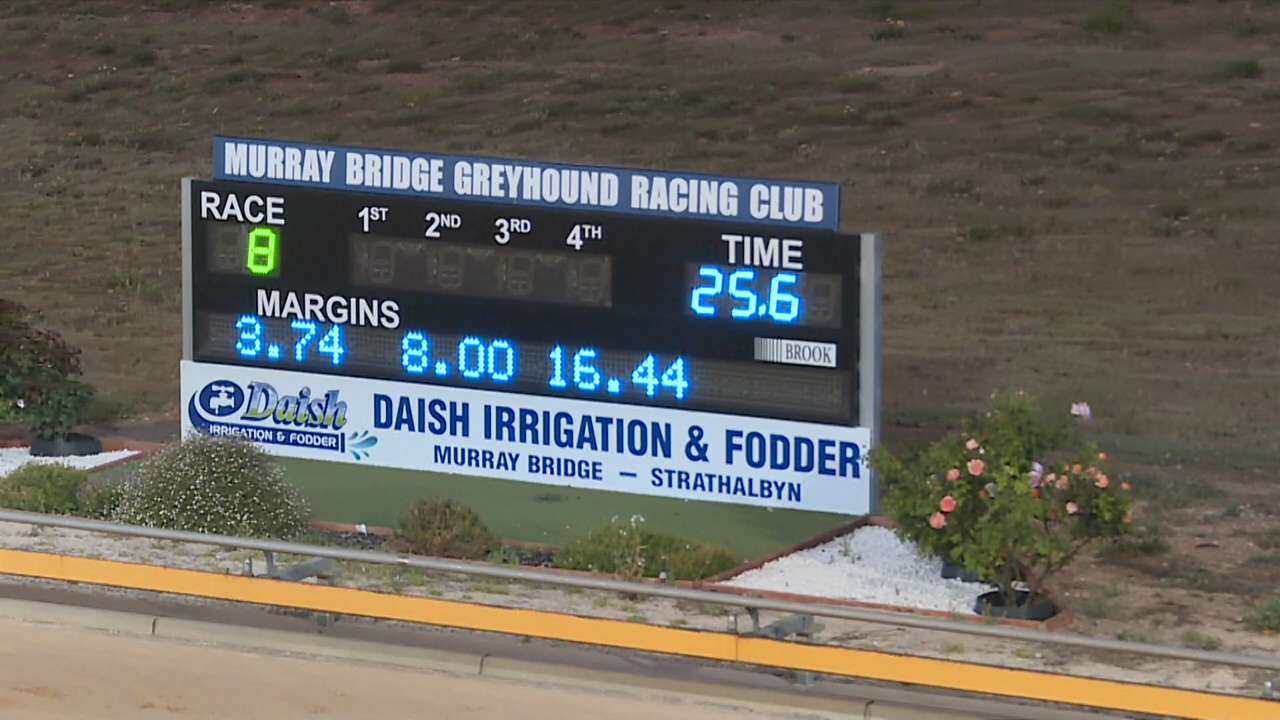 MURRAY BRIDGE GREYHOUND RACING CLUB
RACE 1ST 2ND 3RD 4TH TIME
8 25.6
MARGINS
3.74 8.00 16.44
BROOK
Daish
IRRIGATION & FODDER
DAISH IRRIGATION & FODDER
MURRAY BRIDGE — STRATHALBYN